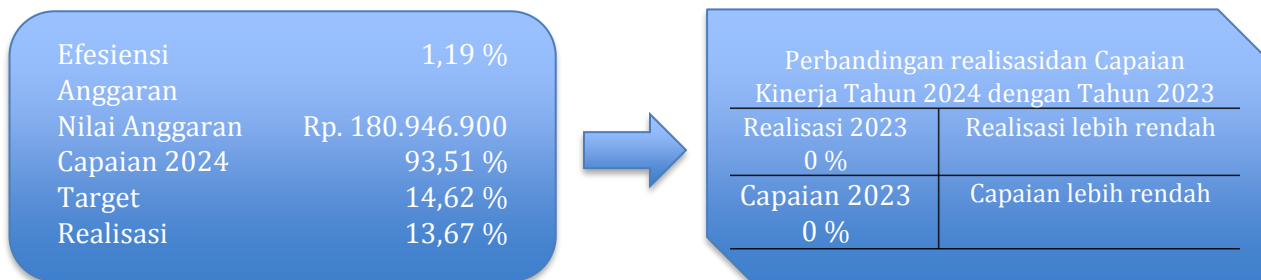 Efesiensi 1,19 %
Anggaran
Nilai Anggaran Rp. 180.946.900
Capaian 2024 93,51 %
Target 14,62 %
Realisasi 13,67 %
Perbandingan realisasidan Capaian
Kinerja Tahun 2024 dengan Tahun 2023
Realisasi 2023 Realisasi lebih rendah
0 %
Capaian 2023 Capaian lebih rendah
0 %